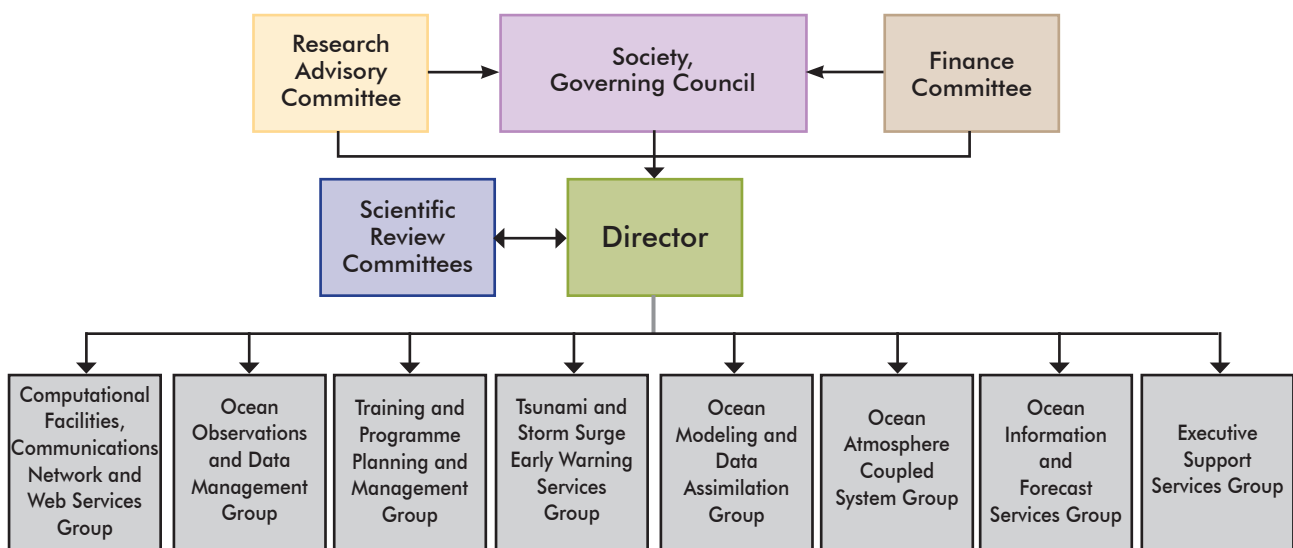 Research
Advisory
Committee
Society,
Governing Council
Finance
Committee
Scientific
Review
Committees
Director
Computational
Facilities,
Communications
Network and
Web Services
Group
Ocean
Observations
and Data
Management
Group
Training and
Programme
Planning and
Management
Group
Tsunami and
Storm Surge
Early Warning
Services
Group
Ocean
Modeling and
Data
Assimilation
Group
Ocean
Atmosphere
Coupled
System Group
Ocean
Information
and
Forecast
Services Group
Executive
Support
Services Group